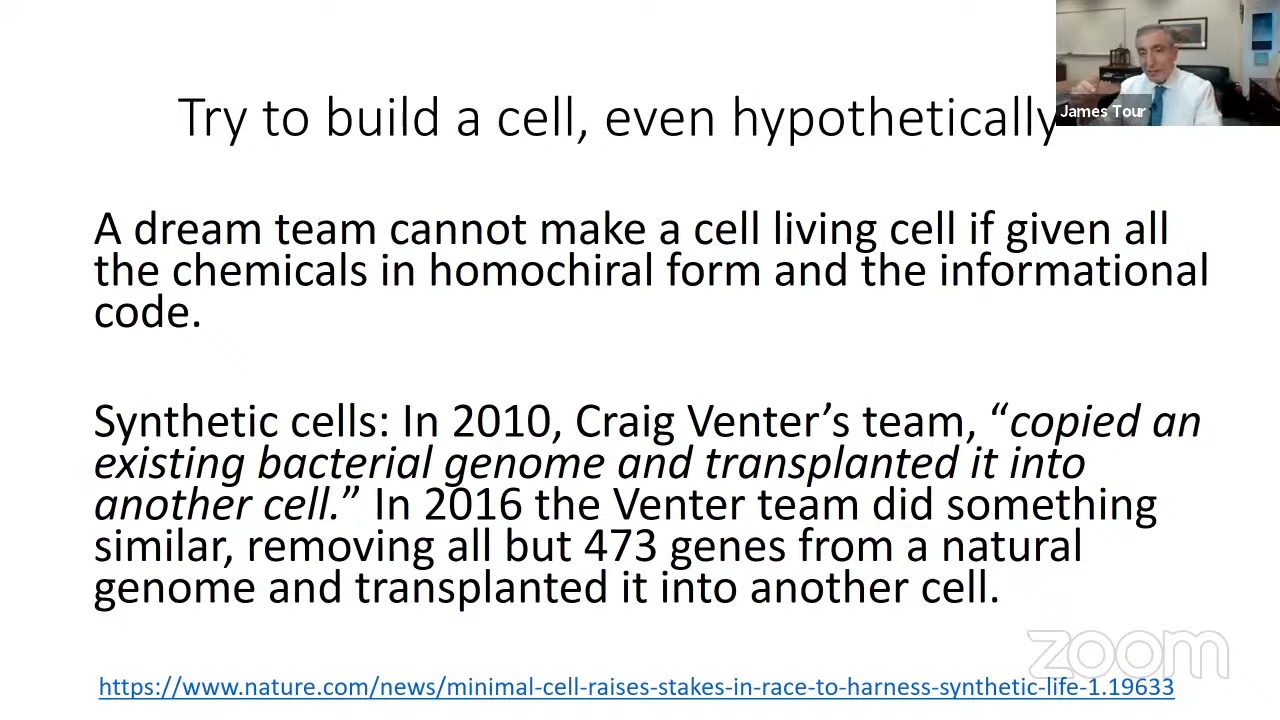 Try to build a cell, even hypothetically
James Tour
A dream team cannot make a cell living cell if given all
the chemicals in homochiral form and the informational
code.
Synthetic cells: In 2010, Craig Venter’s team, “copied an
existing bacterial genome and transplanted it into
another cell.” In 2016 the Venter team did something
similar, removing all but 473 genes from a natural
genome and transplanted it into another cell.
zoom
https://www.nature.com/news/minimal-cell-raises-stakes-in-race-to-harness-synthetic-life-1.19633